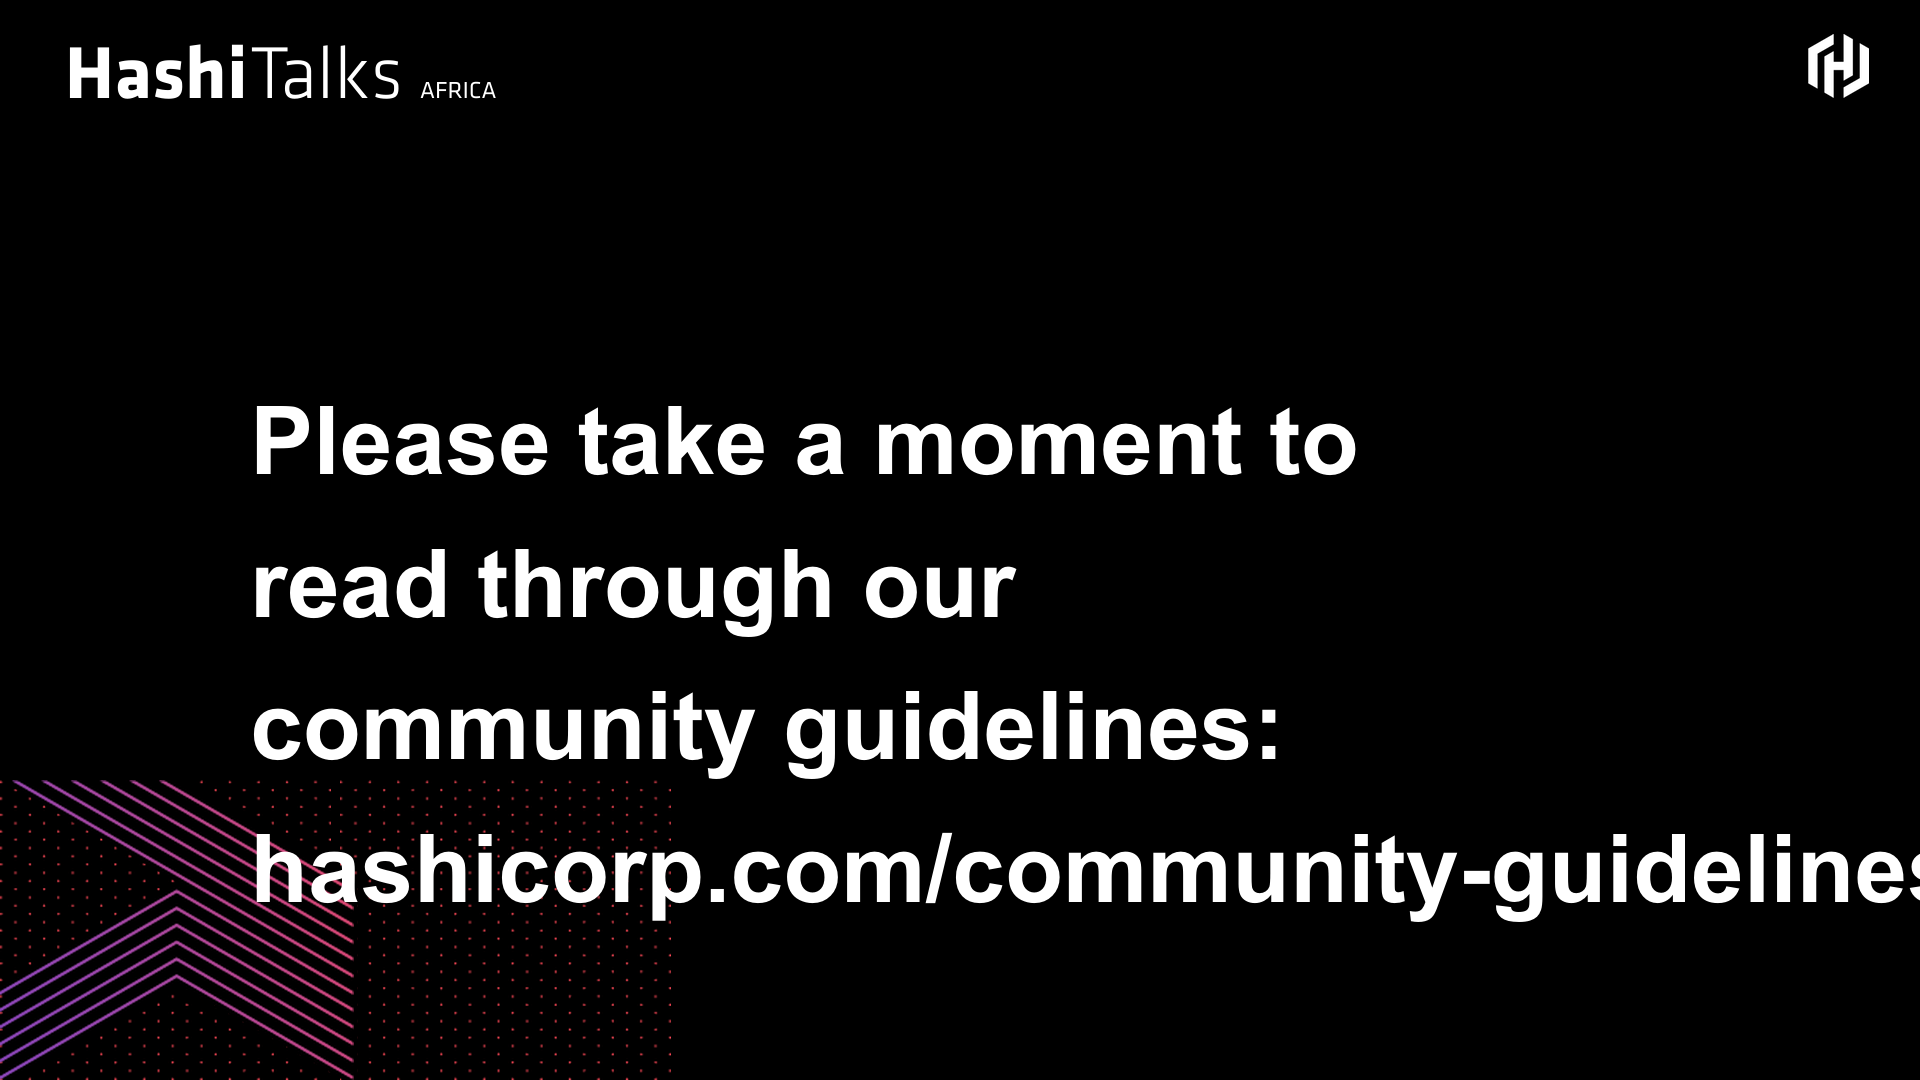 HashiTalks AFRICA
Please take a moment to
read through our
community guidelines:
hashicorp.com/community-guidelines